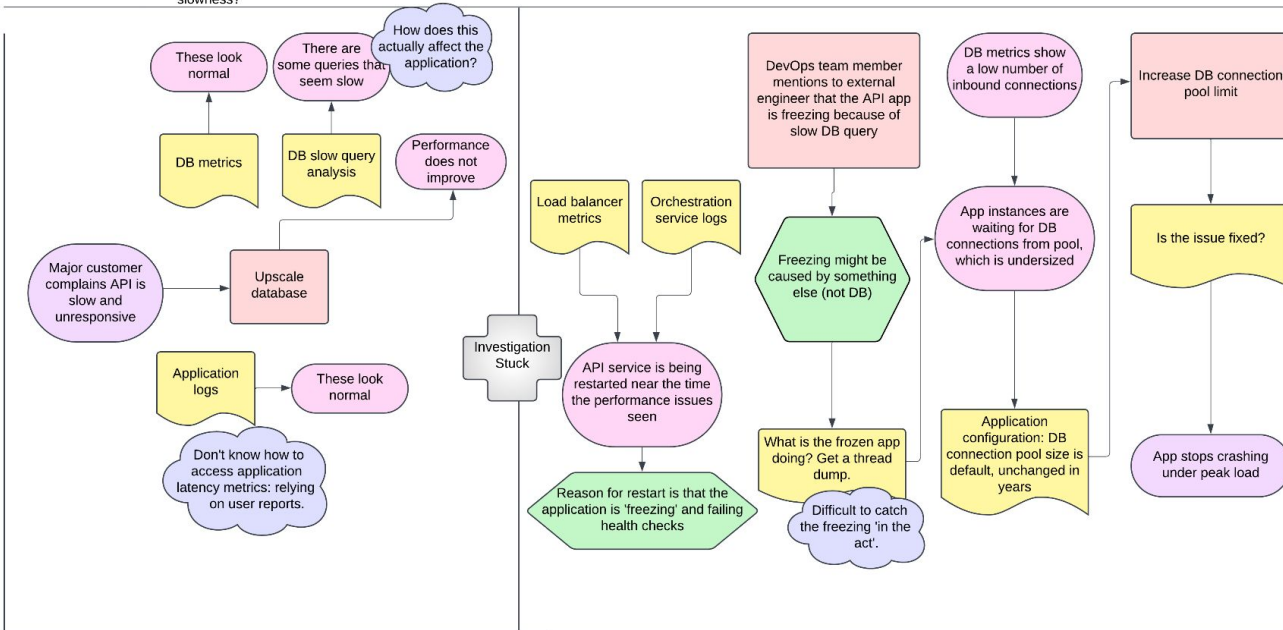 slowness?
These look
normal
There are
some queries that
seem slow
How does this
actually affect the
application?
DB metrics
DB slow query
analysis
Performance
does not
improve
Major customer
complains API is
slow and
unresponsive
Upscale
database
Application
logs
These look
normal
Don't know how to
access application
latency metrics: relying
on user reports.
Investigation
Stuck
Load balancer
metrics
Orchestration
service logs
API service is being
restarted near the time
the performance issues
seen
Reason for restart is that the
application is 'freezing' and failing
health checks
DevOps team member
mentions to external
engineer that the API app
is freezing because of
slow DB query
Freezing might be
caused by something
else (not DB)
What is the frozen app
doing? Get a thread
dump.
Difficult to catch
the freezing 'in the
act'.
DB metrics show
a low number of
inbound connections
App instances are
waiting for DB
connections from pool,
which is undersized
Application
configuration: DB
connection pool size is
default, unchanged in
years
Increase DB connection
pool limit
Is the issue fixed?
App stops crashing
under peak load